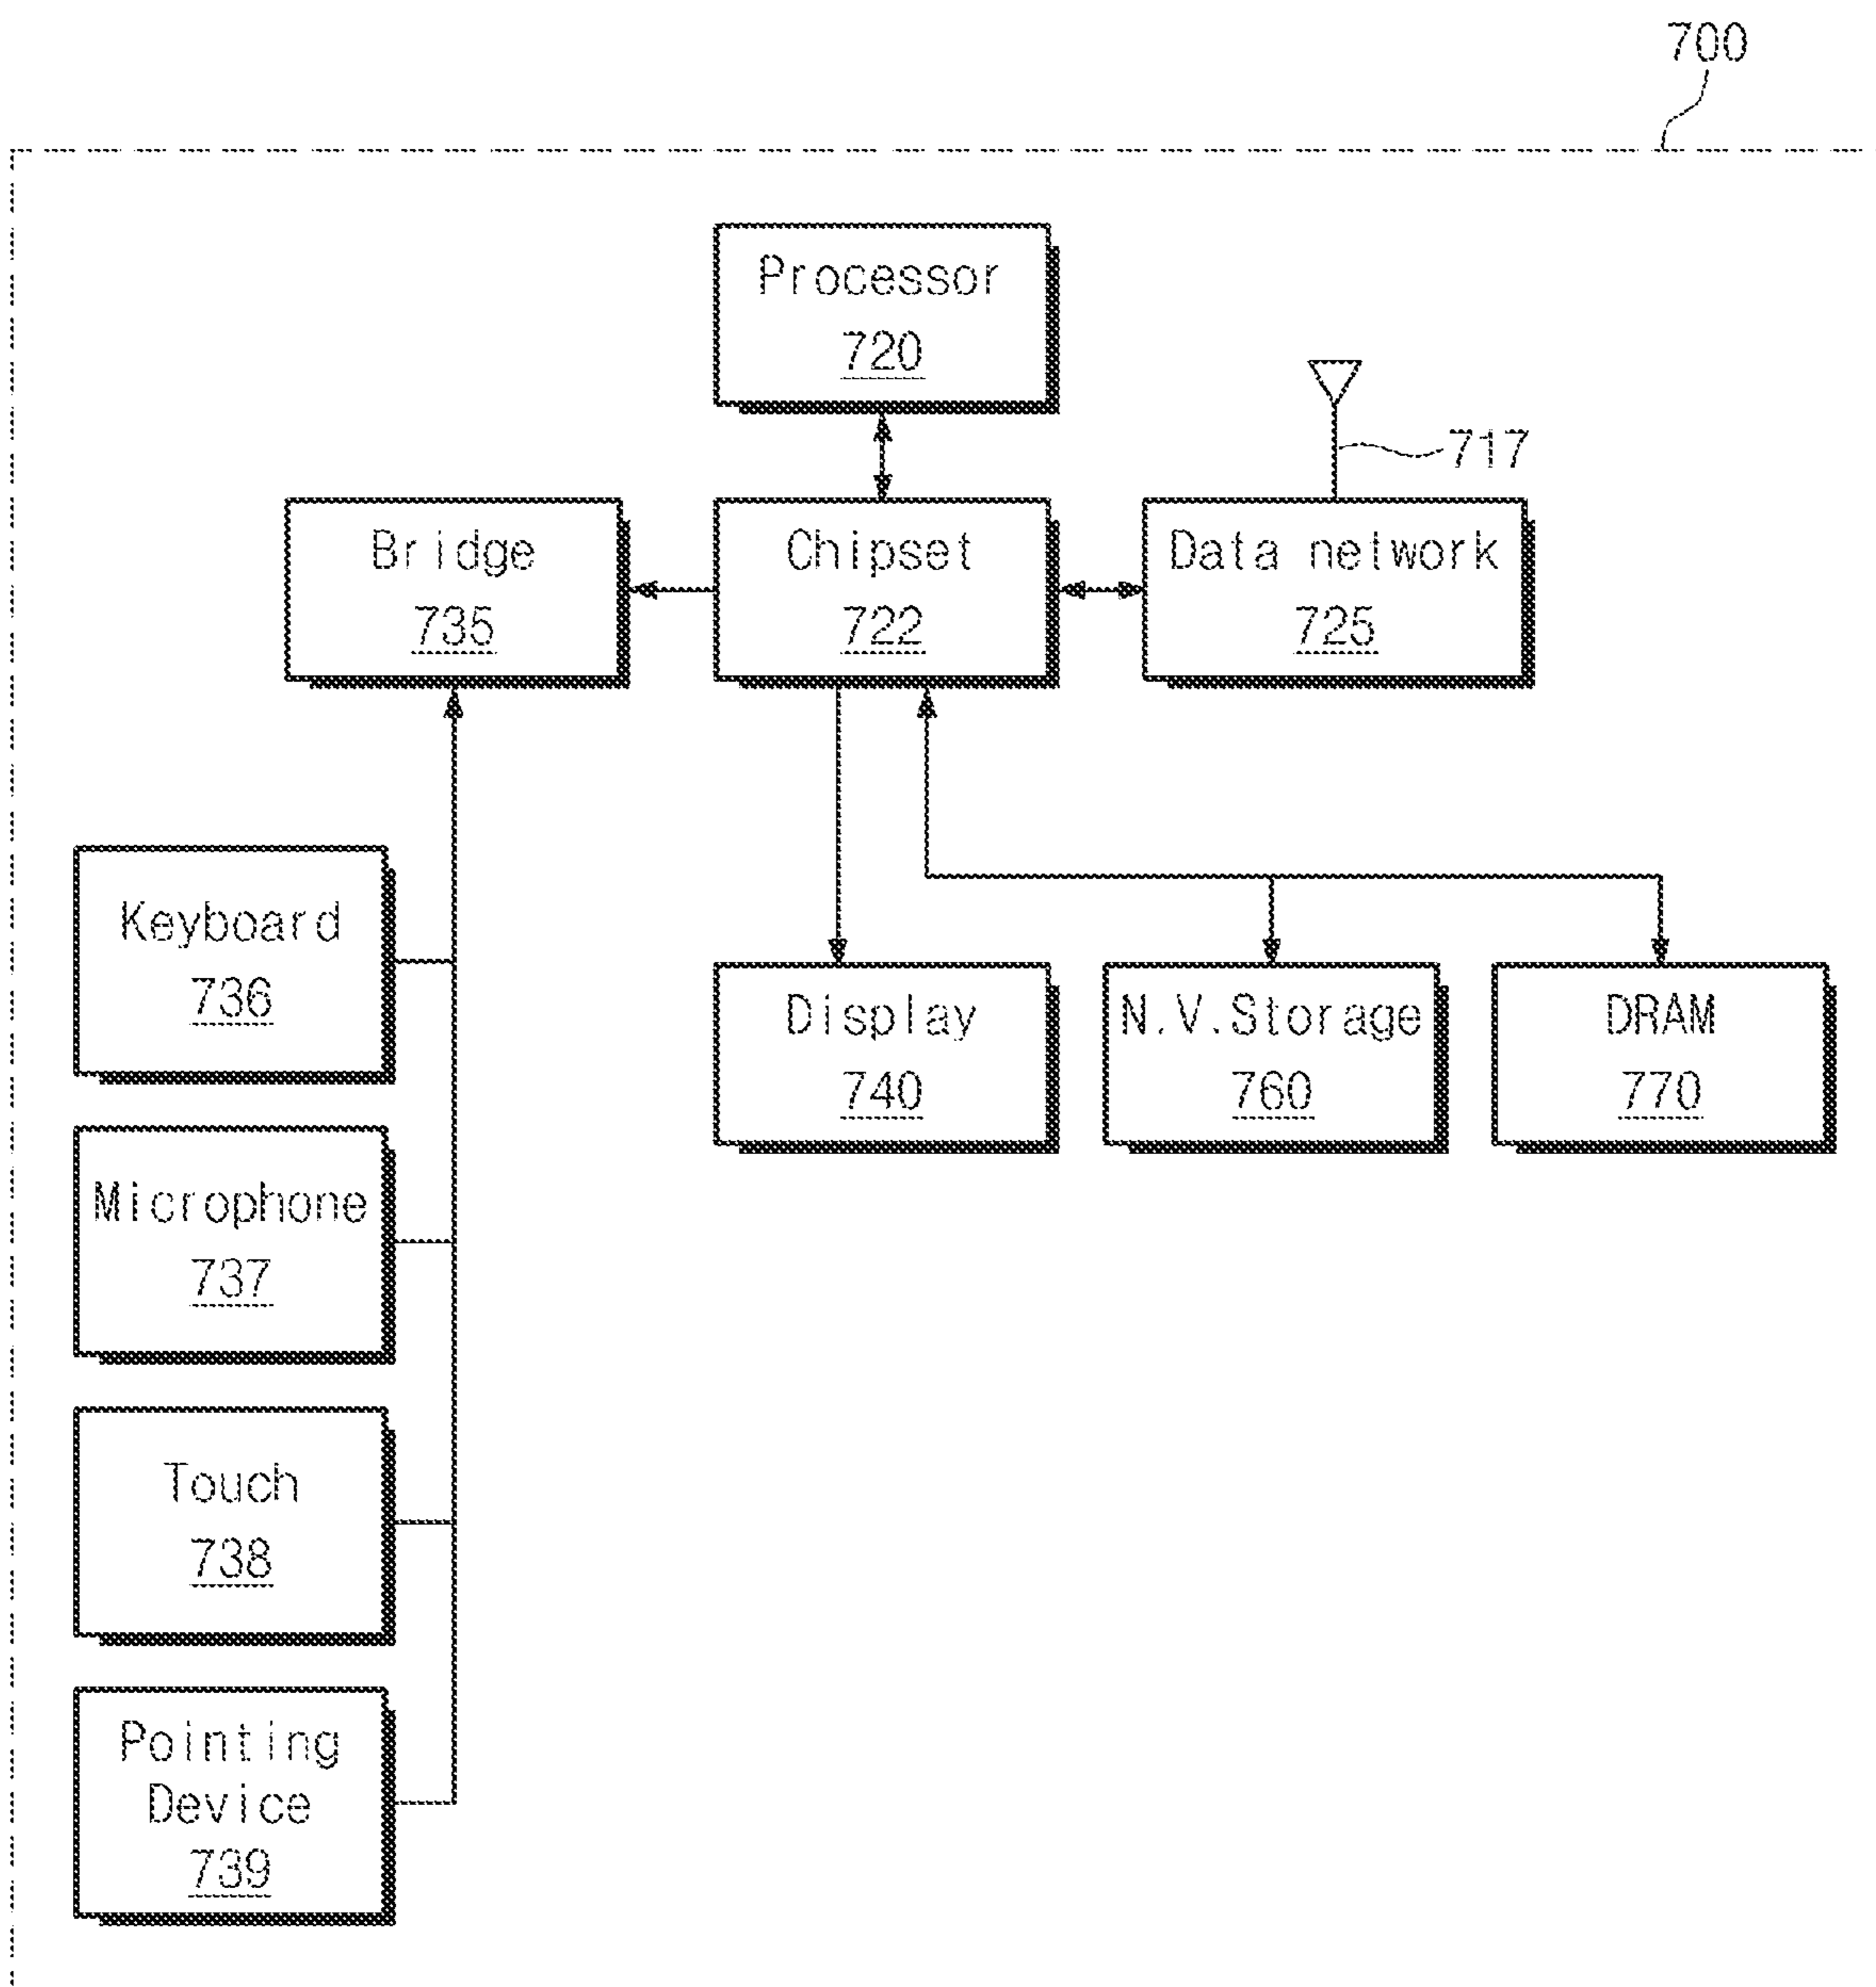 700
Processor
720
717
Bridge
735
Chipset
722
Data network
725
Keyboard
736
Display
740
N.V.Storage
760
DRAM
770
Microphone
737
Touch
738
Pointing
Device
739